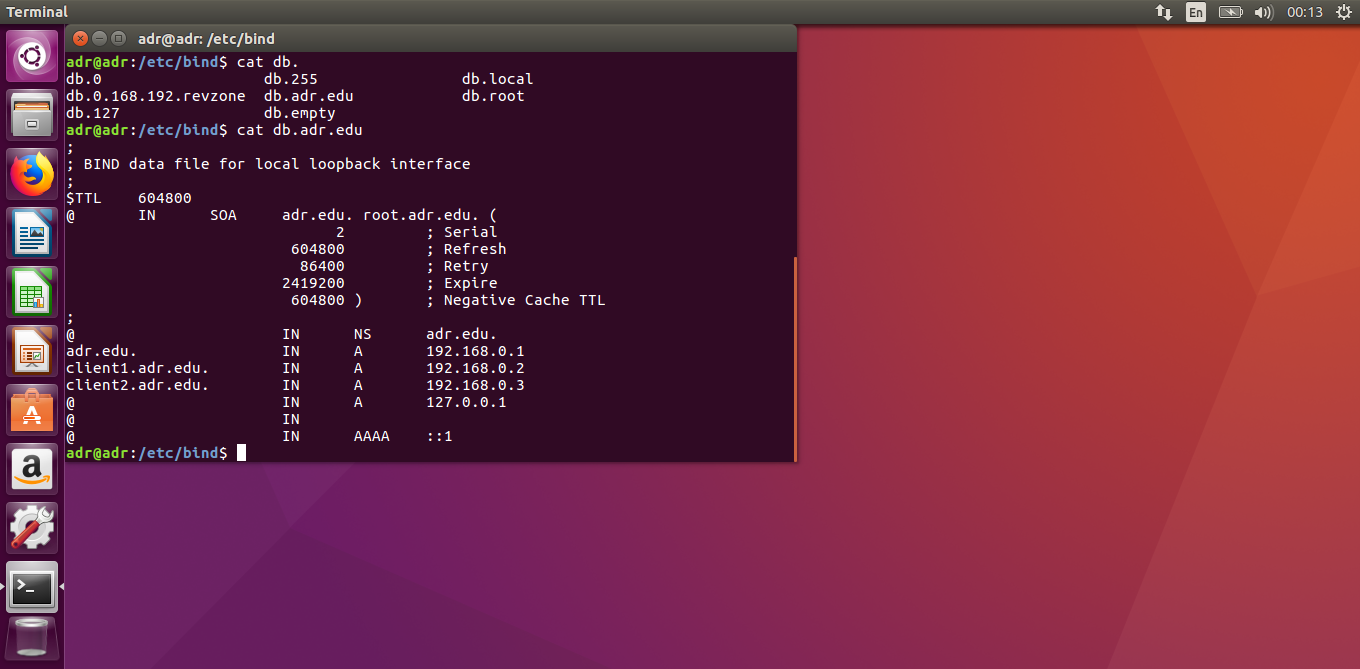 Terminal
En
00:13
adr@adr: /etc/bind
adr@adr:/etc/bind$ cat db.
db.0                  db.255                db.local
db.0.168.192.revzone  db.adr.edu            db.root
db.127                db.empty
adr@adr:/etc/bind$ cat db.adr.edu
;
; BIND data file for local loopback interface
;
$TTL    604800
@       IN      SOA     adr.edu. root.adr.edu. (
                              2         ; Serial
                         604800         ; Refresh
                          86400         ; Retry
                        2419200         ; Expire
                         604800 )       ; Negative Cache TTL
;
@                       IN      NS      adr.edu.
adr.edu.                IN      A       192.168.0.1
client1.adr.edu.        IN      A       192.168.0.2
client2.adr.edu.        IN      A       192.168.0.3
@                       IN      A       127.0.0.1
@                       IN
@                       IN      AAAA    ::1
adr@adr:/etc/bind$